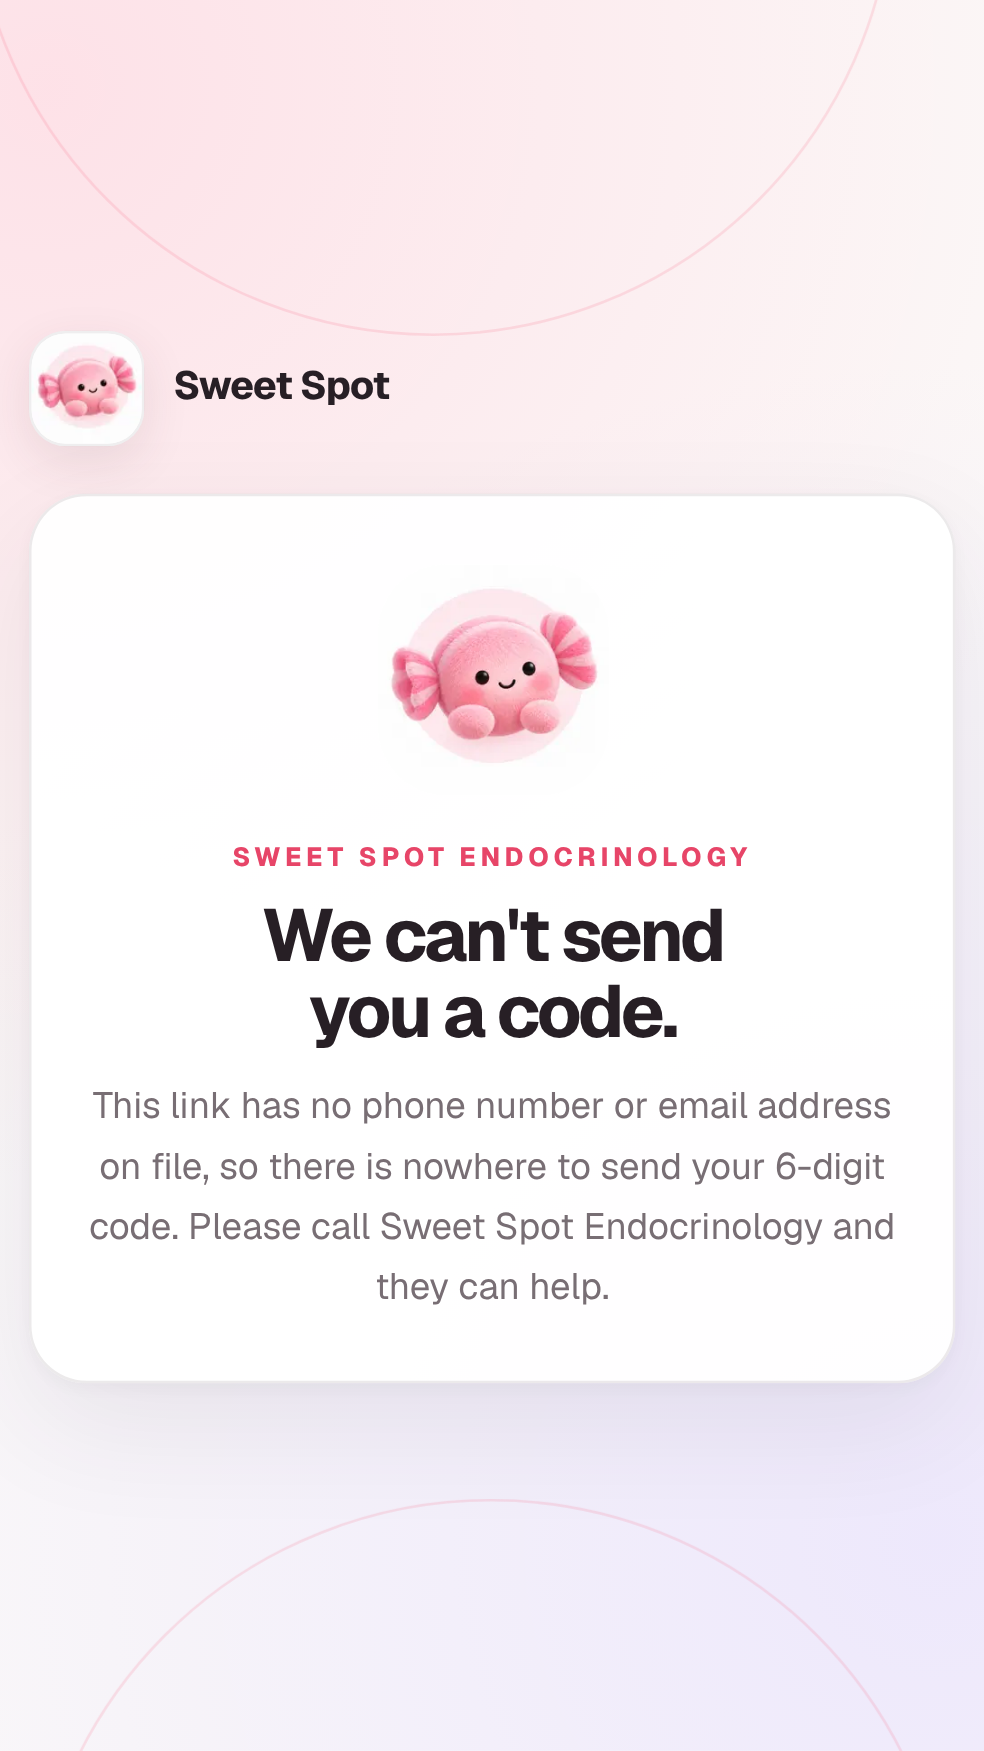 Sweet Spot
SWEET SPOT ENDOCRINOLOGY
We can't send
you a code.
This link has no phone number or email address
on file, so there is nowhere to send your 6-digit
code. Please call Sweet Spot Endocrinology and
they can help.